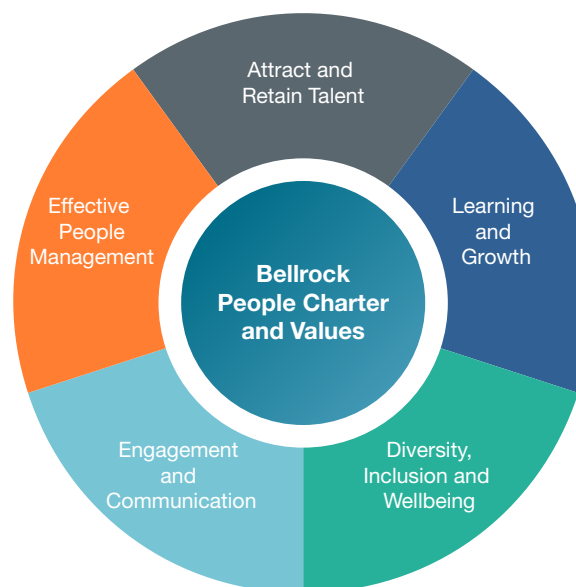 Attract and
Retain Talent
Effective
People
Management
Learning
and
Growth
Bellrock
People Charter
and Values
Engagement
and
Communication
Diversity,
Inclusion and
Wellbeing